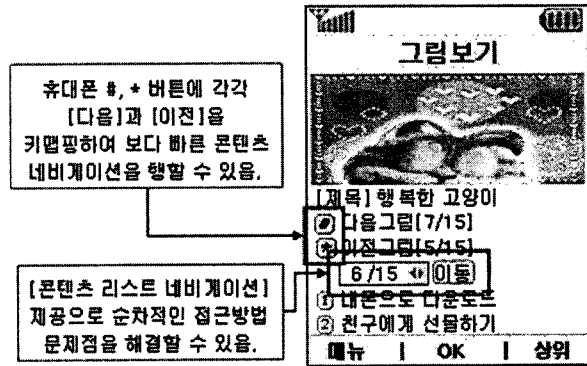 그림보기
휴대폰 #, * 버튼에 각각
[다음]과 [이전]을
키맵핑하여 보다 빠른 콘텐츠
네비게이션을 행할 수 있음.
[제목] 행복한 고양이
다음그림[7/15]
이전그림[5/15]
6/15 이동
① 내폰으로 다운로드
② 친구에게 선물하기
[콘텐츠 리스트 네비게이션]
제공으로 순차적인 접근방법
문제점을 해결할 수 있음.
메뉴 | OK | 상위